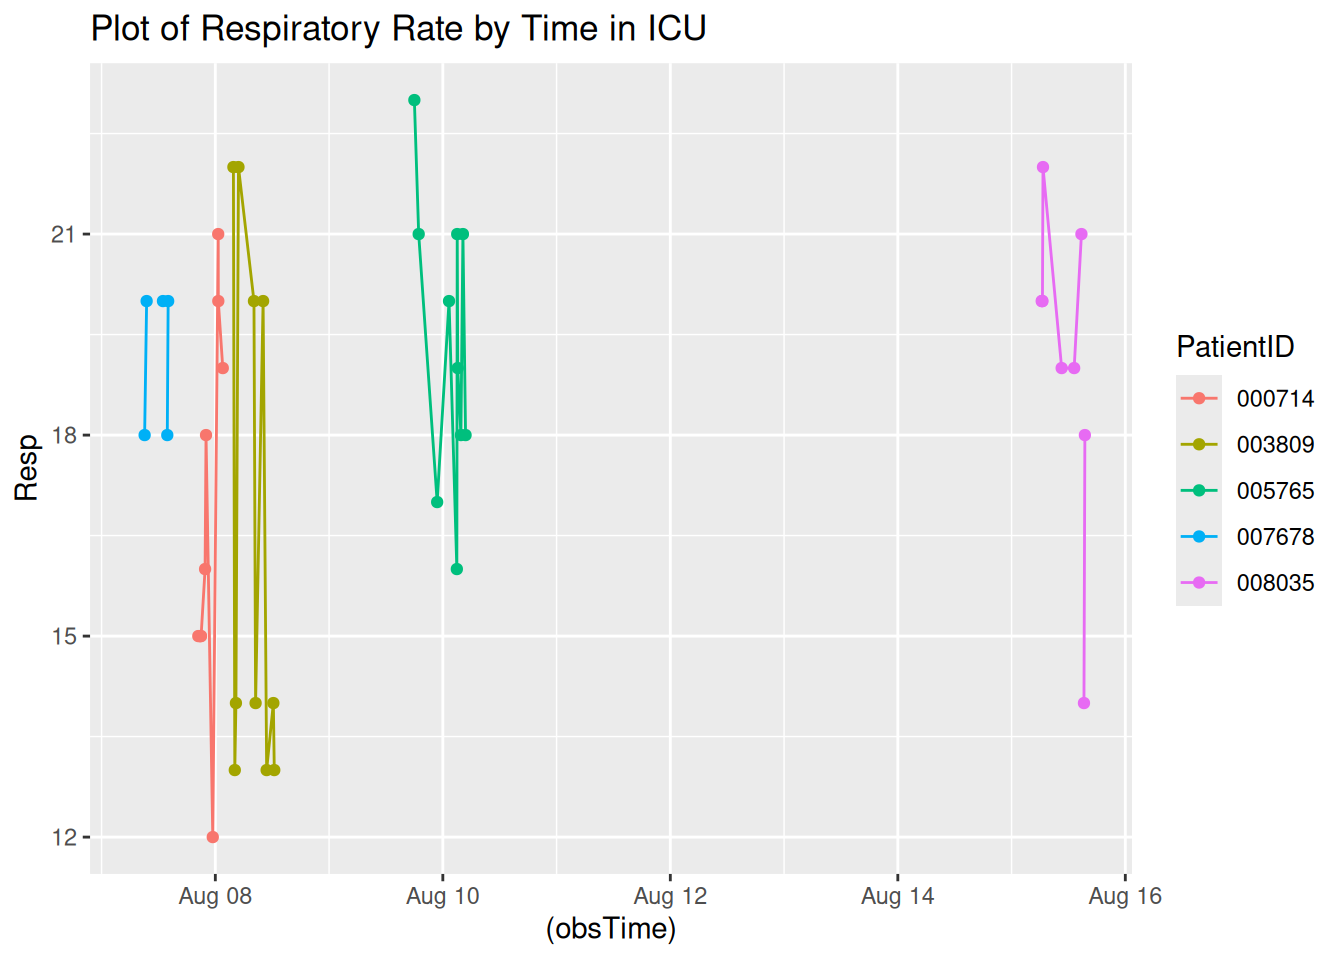 Plot of Respiratory Rate by Time in ICU
Resp
21
18
15
12
Aug 08 Aug 10 Aug 12 Aug 14 Aug 16
(obsTime)
PatientID
000714
003809
005765
007678
008035